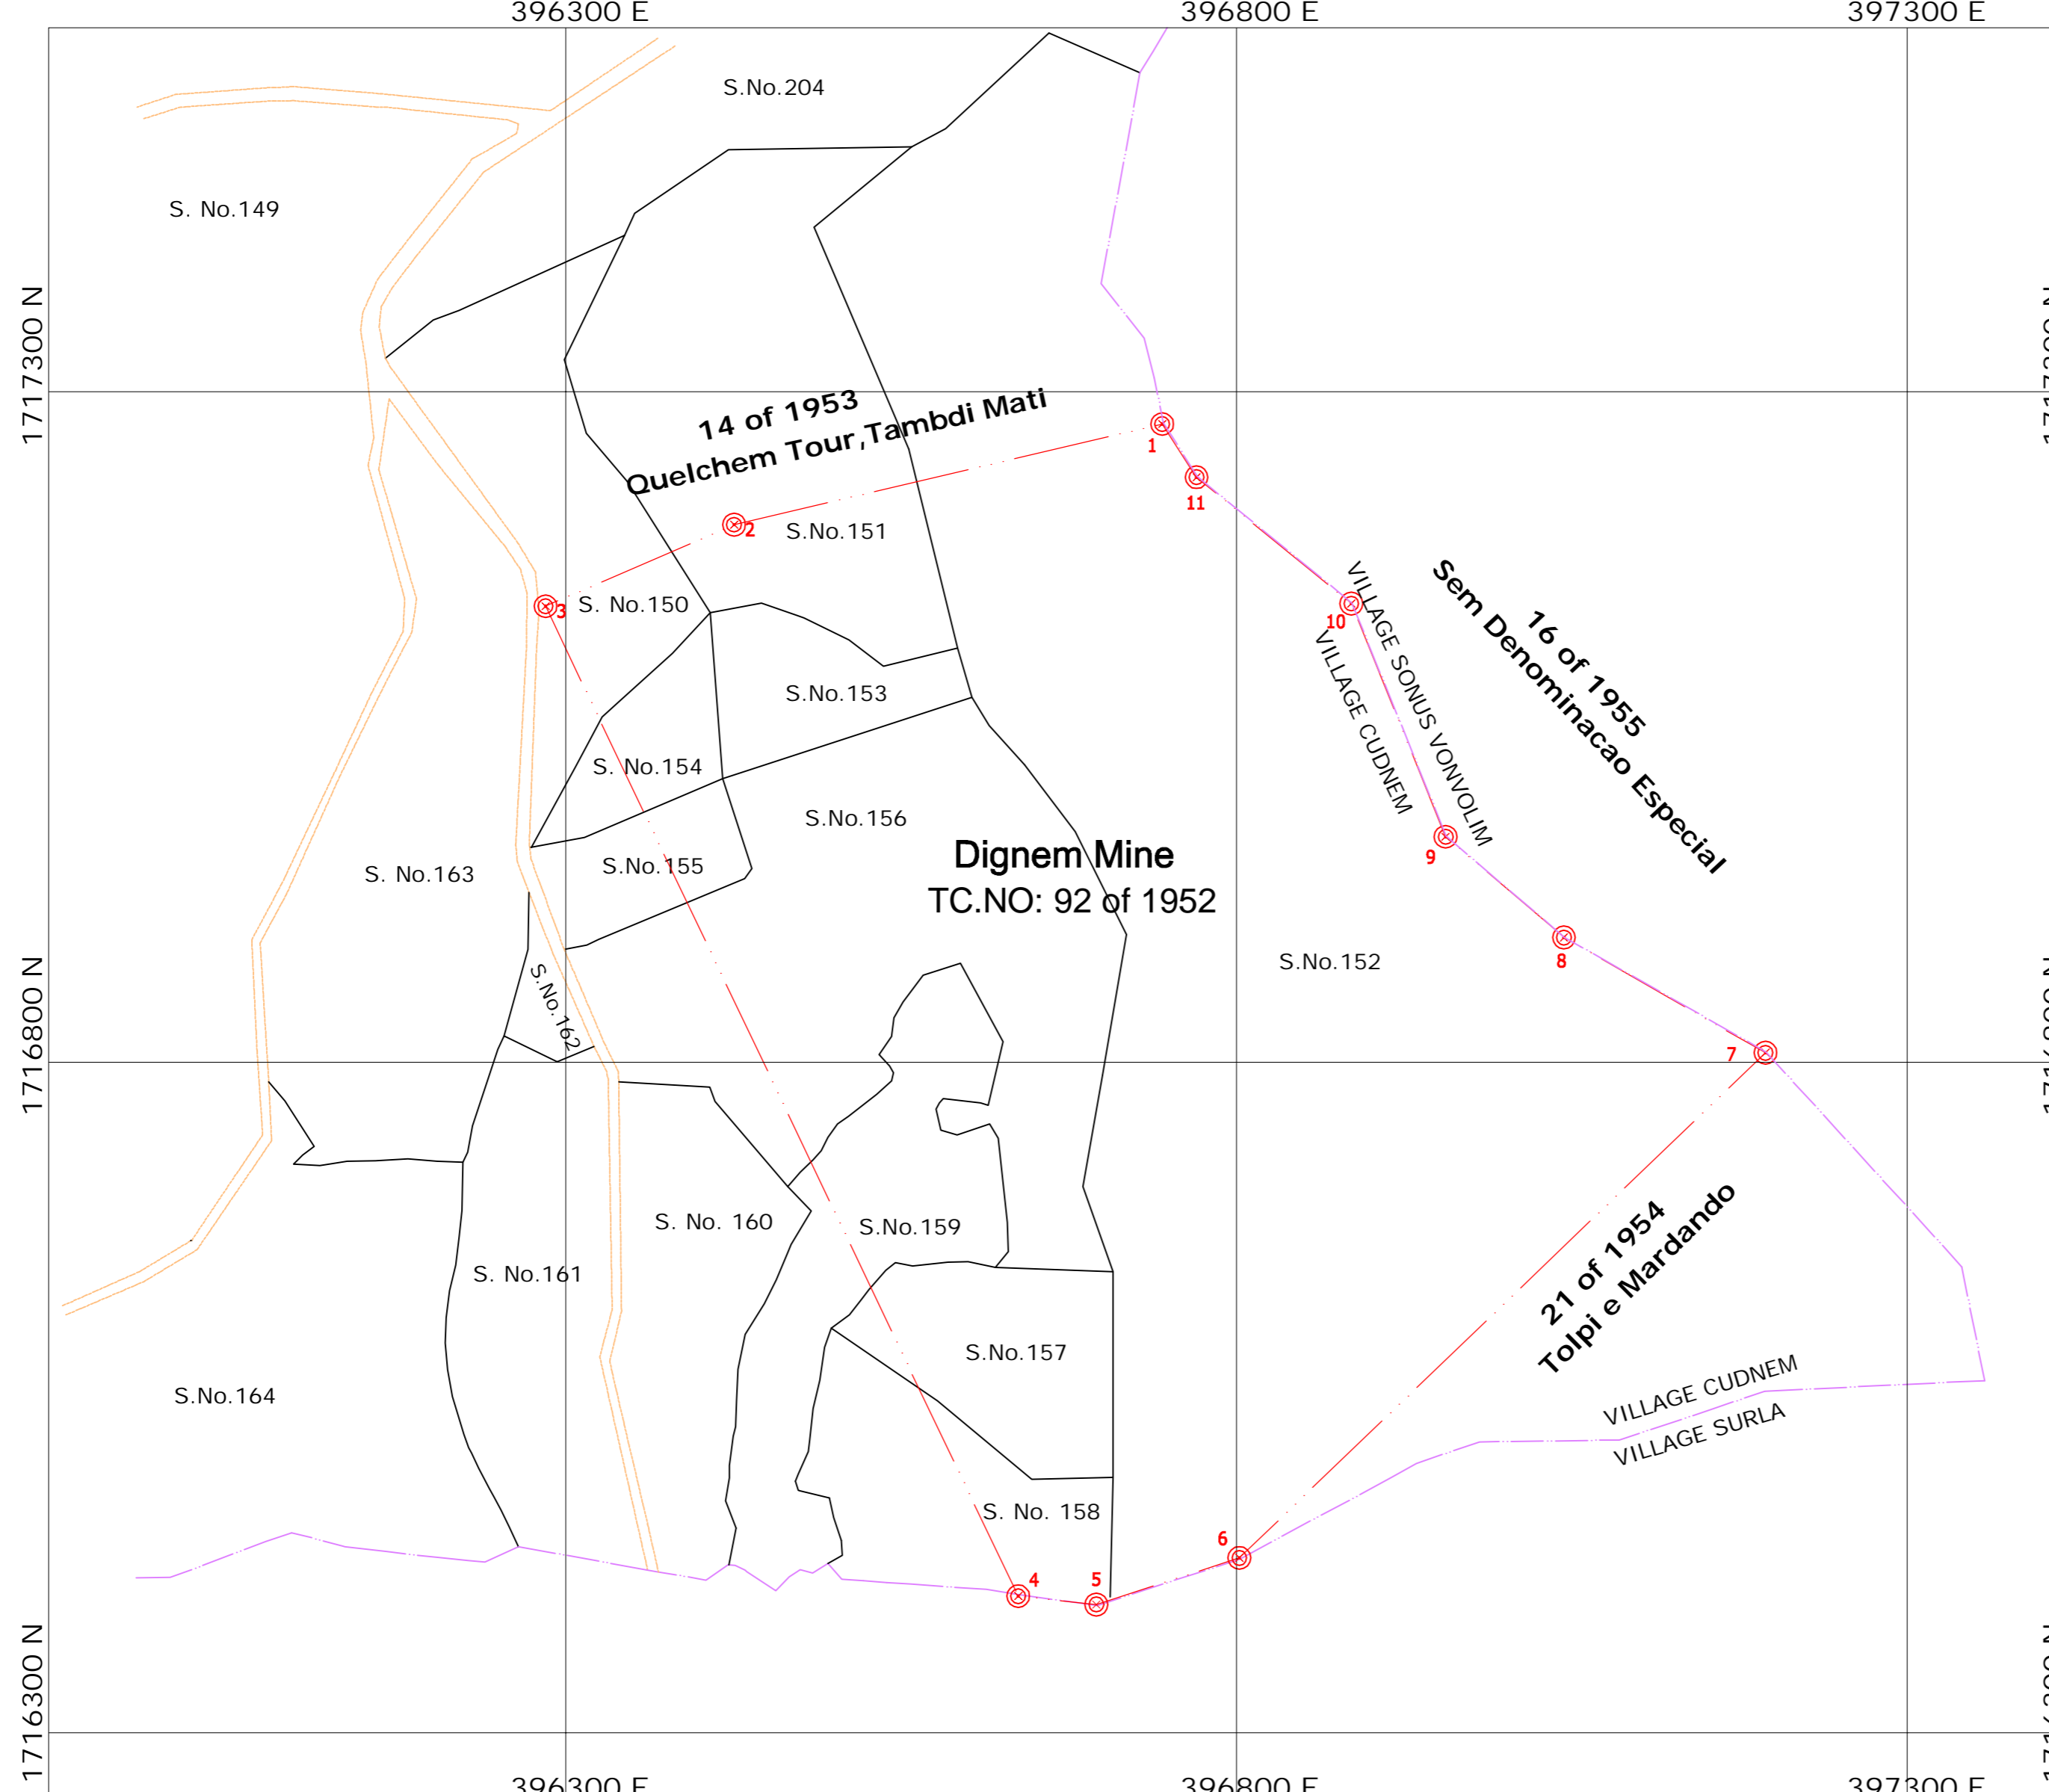 396300 E
396800 E
397300 E
S.No.204
S. No.149
1717300 N
14 of 1953
Quelchem Tour,Tambdi Mati
1
11
2
S.No.151
3
S. No.150
10
VILLAGE SONUS VONVOLIM
VILLAGE CUDNEM
16 of 1955
Sem Denominacao Especial
S.No.153
S. No.154
S.No.156
Dignem Mine
TC.NO: 92 of 1952
S.No.155
S. No.163
9
8
S.No.152
S.No.162
1716800 N
7
S. No. 160
S.No.159
S. No.161
21 of 1954
Tolpi e Mardando
S.No.157
S.No.164
VILLAGE CUDNEM
VILLAGE SURLA
S. No. 158
6
4
5
1716300 N
396300 E
396800 E
397300 E